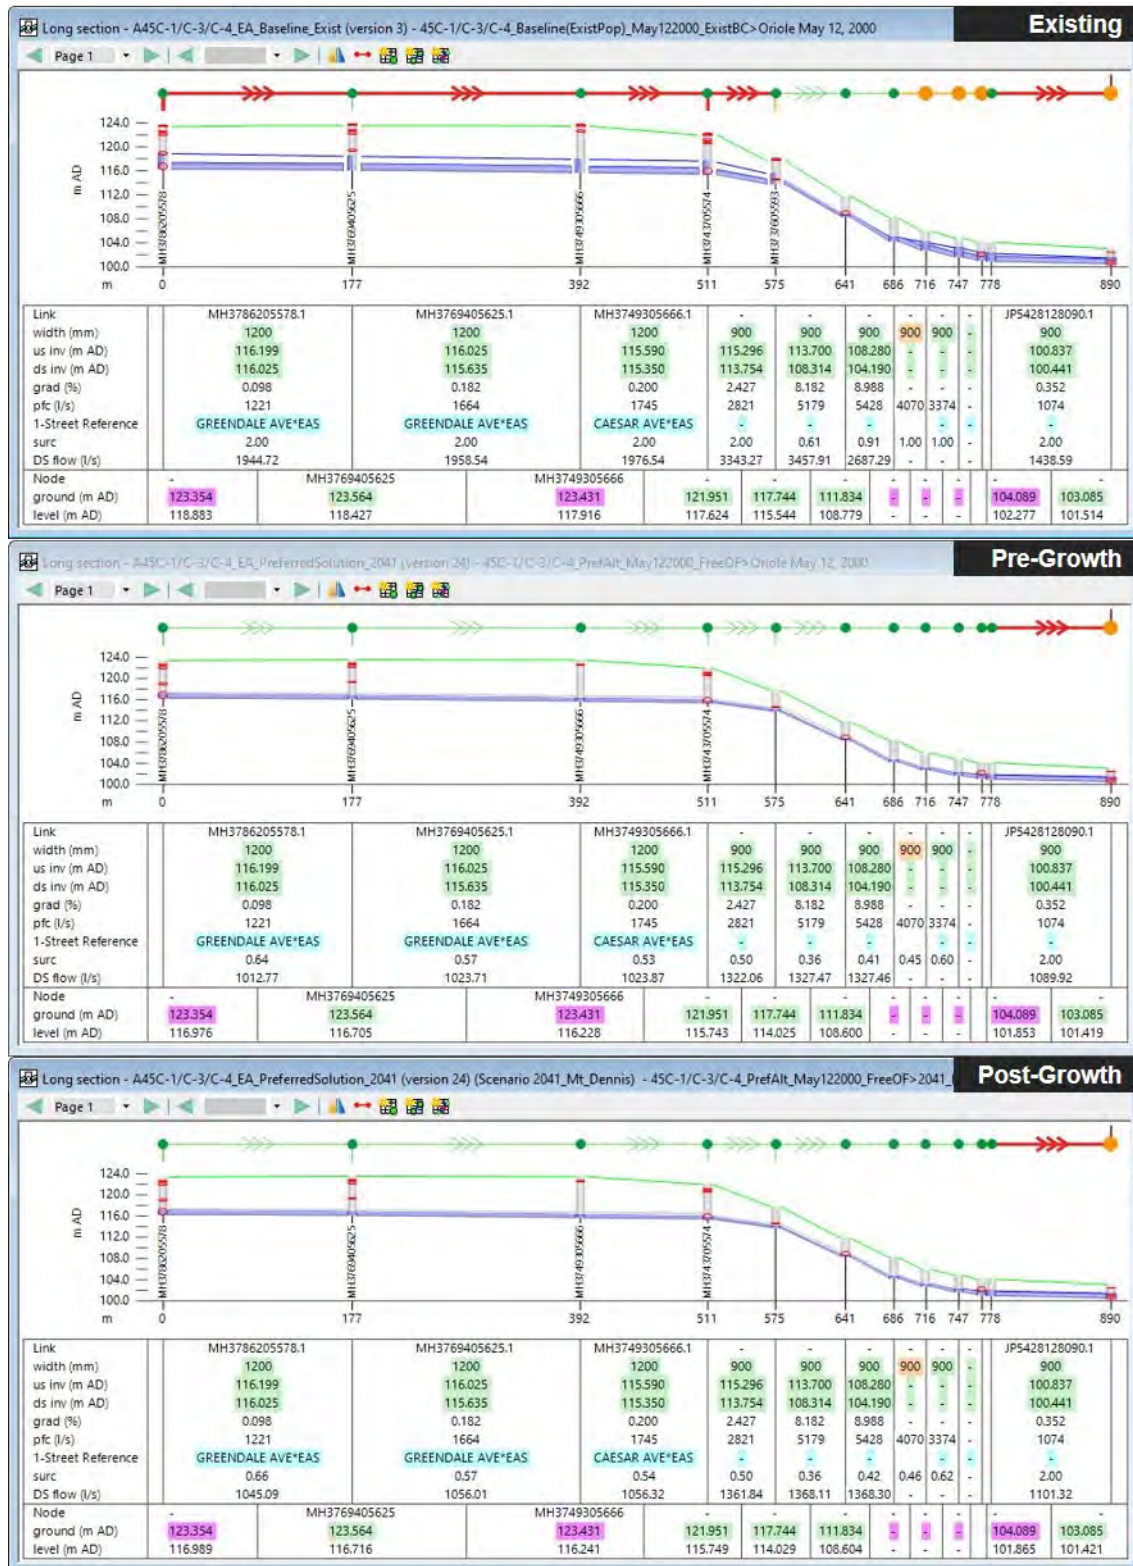 Long section - A45C-1/C-3/C-4_EA_Baseline_Exist (version 3) - 45C-1/C-3/C-4_Baseline(ExistPop)_May122000_ExistBC>Oriole May 12, 2000
Existing
Page 1
124.0
120.0
116.0
112.0
108.0
104.0
100.0
m AD
MH3786205578
MH3769405625
MH3749305666
MH3743705574
MH3737605593
m 0 177 392 511 575 641 686 716 747 778 890
Link MH3786205578.1 MH3769405625.1 MH3749305666.1 - - - - - - JP5428128090.1
width (mm) 1200 1200 1200 900 900 900 900 900 - 900
us inv (m AD) 116.199 116.025 115.590 115.296 113.700 108.280 - - - 100.837
ds inv (m AD) 116.025 115.635 115.350 113.754 108.314 104.190 - - - 100.441
grad (%) 0.098 0.182 0.200 2.427 8.182 8.988 - - - 0.352
pfc (l/s) 1221 1664 1745 2821 5179 5428 4070 3374 - 1074
1-Street Reference GREENDALE AVE*EAS GREENDALE AVE*EAS CAESAR AVE*EAS - - - - - -
surc 2.00 2.00 2.00 2.00 0.61 0.91 1.00 1.00 - 2.00
DS flow (l/s) 1944.72 1958.54 1976.54 3343.27 3457.91 2687.29 - - - 1438.59
Node - MH3769405625 MH3749305666 - - - - - - - -
ground (m AD) 123.354 123.564 123.431 121.951 117.744 111.834 - - - 104.089 103.085
level (m AD) 118.883 118.427 117.916 117.624 115.544 108.779 - - - 102.277 101.514
Long section - A45C-1/C-3/C-4_EA_PreferredSolution_2041 (version 24) - 45C-1/C-3/C-4_PrefAlt_May122000_FreeOF>Oriole May 12, 2000
Pre-Growth
Page 1
124.0
120.0
116.0
112.0
108.0
104.0
100.0
m AD
MH3786205578
MH3769405625
MH3749305666
MH3743705574
m 0 177 392 511 575 641 686 716 747 778 890
Link MH3786205578.1 MH3769405625.1 MH3749305666.1 - - - - - - JP5428128090.1
width (mm) 1200 1200 1200 900 900 900 900 900 - 900
us inv (m AD) 116.199 116.025 115.590 115.296 113.700 108.280 - - - 100.837
ds inv (m AD) 116.025 115.635 115.350 113.754 108.314 104.190 - - - 100.441
grad (%) 0.098 0.182 0.200 2.427 8.182 8.988 - - - 0.352
pfc (l/s) 1221 1664 1745 2821 5179 5428 4070 3374 - 1074
1-Street Reference GREENDALE AVE*EAS GREENDALE AVE*EAS CAESAR AVE*EAS - - - - - -
surc 0.64 0.57 0.53 0.50 0.36 0.41 0.45 0.60 - 2.00
DS flow (l/s) 1012.77 1023.71 1023.87 1322.06 1327.47 1327.46 - - - 1089.92
Node - MH3769405625 MH3749305666 - - - - - - - -
ground (m AD) 123.354 123.564 123.431 121.951 117.744 111.834 - - - 104.089 103.085
level (m AD) 116.976 116.705 116.228 115.743 114.025 108.600 - - - 101.853 101.419
Long section - A45C-1/C-3/C-4_EA_PreferredSolution_2041 (version 24) (Scenario 2041_Mt_Dennis) - 45C-1/C-3/C-4_PrefAlt_May122000_FreeOF>2041_
Post-Growth
Page 1
124.0
120.0
116.0
112.0
108.0
104.0
100.0
m AD
MH3786205578
MH3769405625
MH3749305666
MH3743705574
m 0 177 392 511 575 641 686 716 747 778 890
Link MH3786205578.1 MH3769405625.1 MH3749305666.1 - - - - - - JP5428128090.1
width (mm) 1200 1200 1200 900 900 900 900 900 - 900
us inv (m AD) 116.199 116.025 115.590 115.296 113.700 108.280 - - - 100.837
ds inv (m AD) 116.025 115.635 115.350 113.754 108.314 104.190 - - - 100.441
grad (%) 0.098 0.182 0.200 2.427 8.182 8.988 - - - 0.352
pfc (l/s) 1221 1664 1745 2821 5179 5428 4070 3374 - 1074
1-Street Reference GREENDALE AVE*EAS GREENDALE AVE*EAS CAESAR AVE*EAS - - - - - -
surc 0.66 0.57 0.54 0.50 0.36 0.42 0.46 0.62 - 2.00
DS flow (l/s) 1045.09 1056.01 1056.32 1361.84 1368.11 1368.30 - - - 1101.32
Node - MH3769405625 MH3749305666 - - - - - - - -
ground (m AD) 123.354 123.564 123.431 121.951 117.744 111.834 - - - 104.089 103.085
level (m AD) 116.989 116.716 116.241 115.749 114.029 108.604 - - - 101.865 101.421